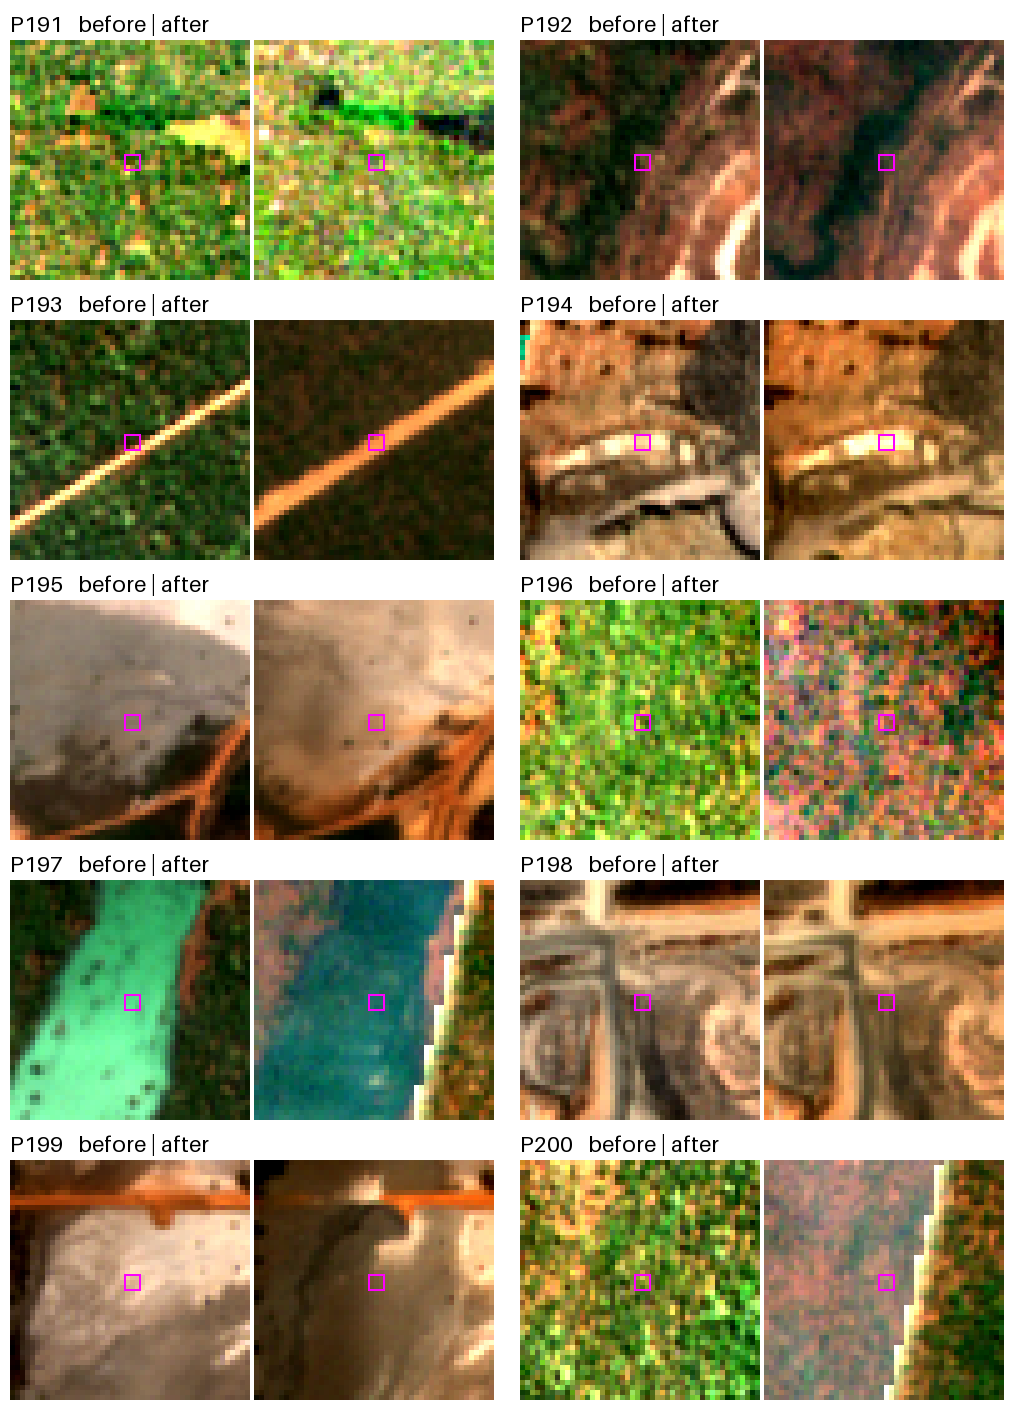 P191 before | after
P192 before | after
P193 before | after
P194 before | after
P195 before | after
P196 before | after
P197 before | after
P198 before | after
P199 before | after
P200 before | after